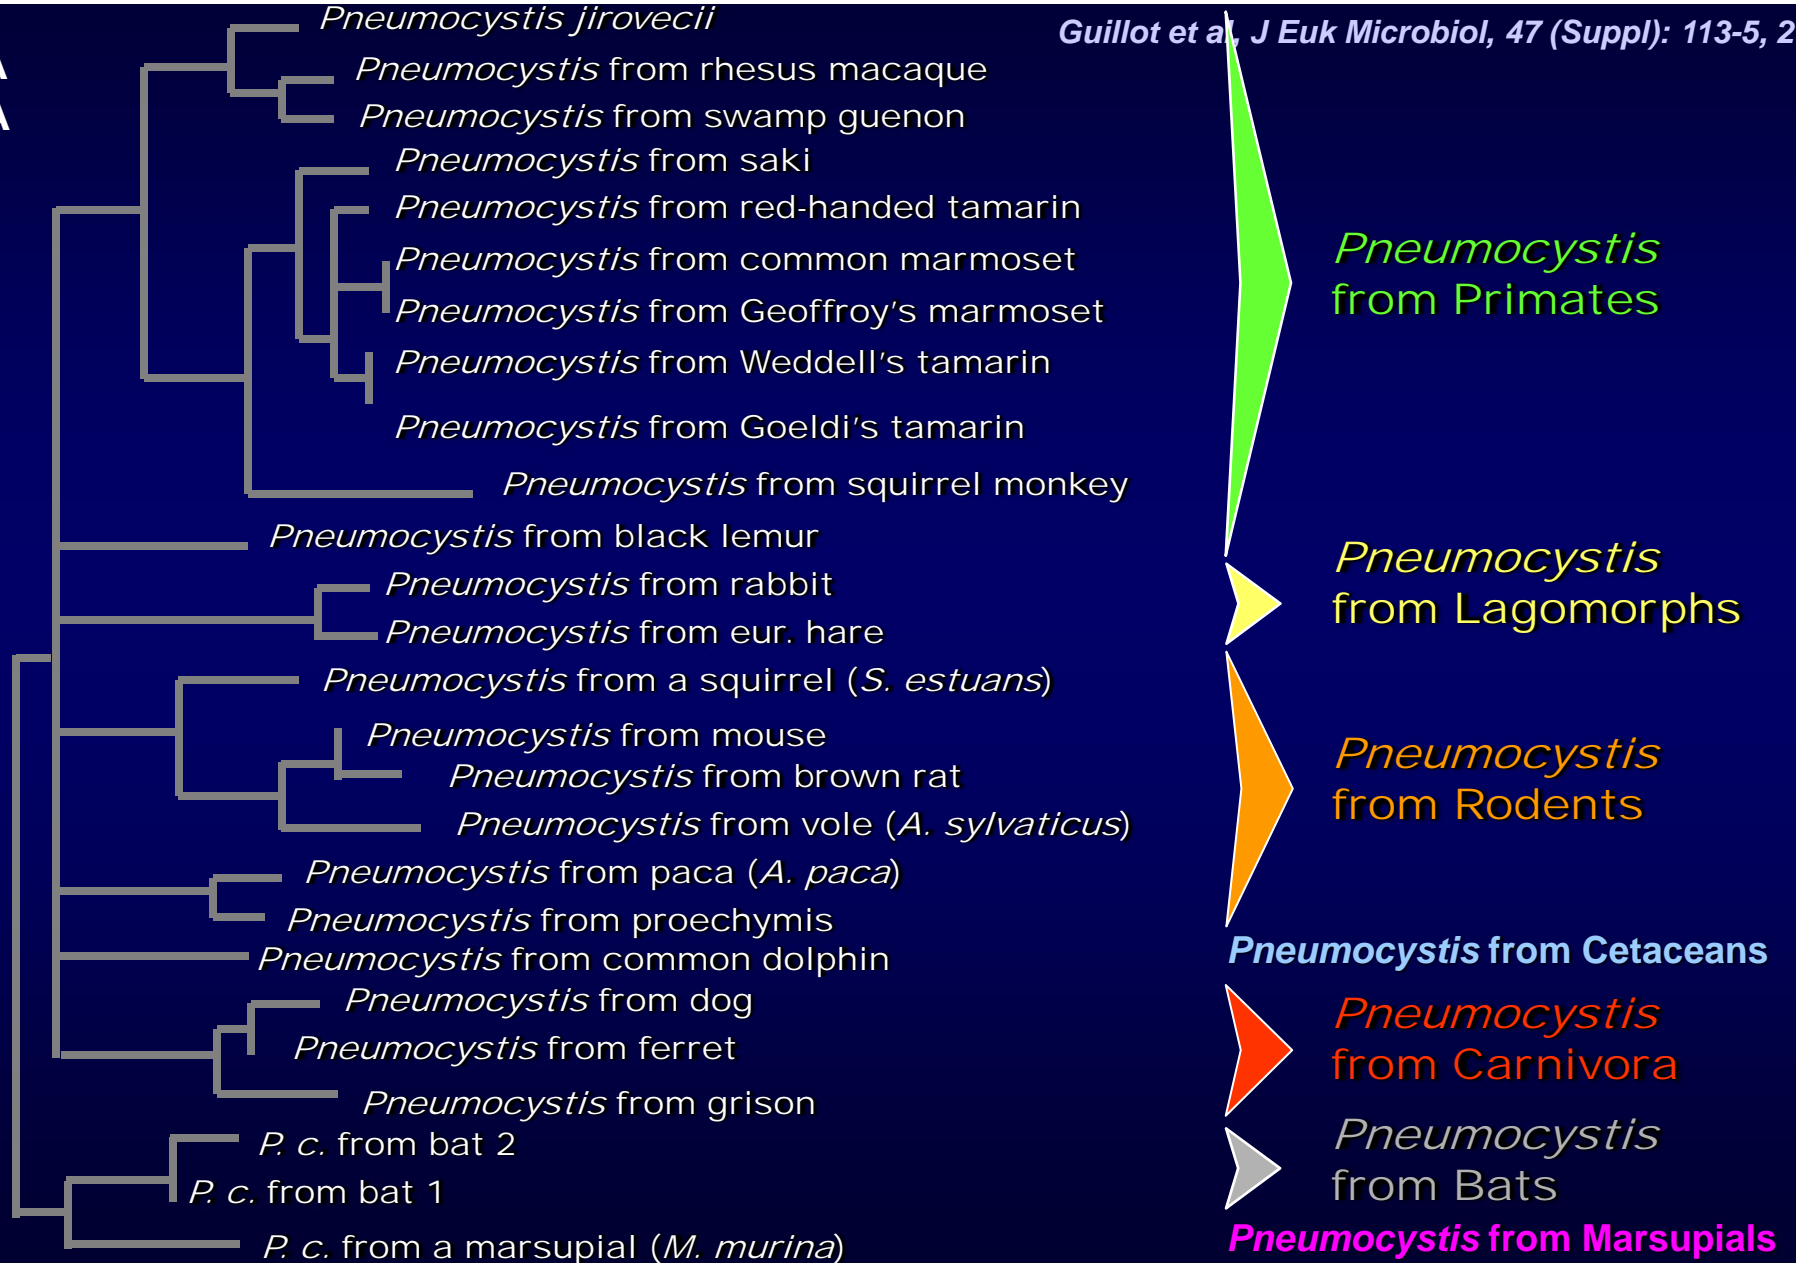 Guillot et al, J Euk Microbiol, 47 (Suppl): 113-5, 2
A
A
Pneumocystis jirovecii
Pneumocystis from rhesus macaque
Pneumocystis from swamp guenon
Pneumocystis from saki
Pneumocystis from red-handed tamarin
Pneumocystis from common marmoset
Pneumocystis from Geoffroy's marmoset
Pneumocystis from Weddell's tamarin
Pneumocystis from Goeldi's tamarin
Pneumocystis from squirrel monkey
Pneumocystis from black lemur
Pneumocystis from rabbit
Pneumocystis from eur. hare
Pneumocystis from a squirrel (S. estuans)
Pneumocystis from mouse
Pneumocystis from brown rat
Pneumocystis from vole (A. sylvaticus)
Pneumocystis from paca (A. paca)
Pneumocystis from proechymis
Pneumocystis from common dolphin
Pneumocystis from dog
Pneumocystis from ferret
Pneumocystis from grison
P. c. from bat 2
P. c. from bat 1
P. c. from a marsupial (M. murina)
Pneumocystis
from Primates
Pneumocystis
from Lagomorphs
Pneumocystis
from Rodents
Pneumocystis from Cetaceans
Pneumocystis
from Carnivora
Pneumocystis
from Bats
Pneumocystis from Marsupials